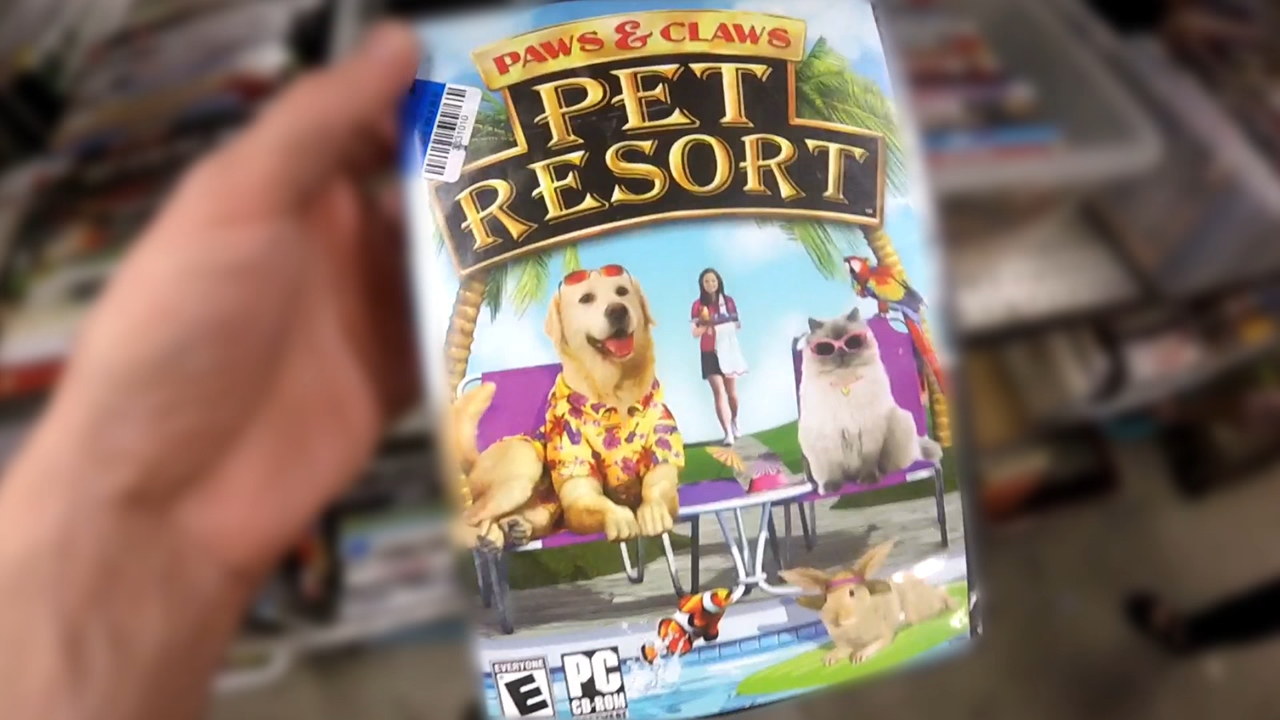 PAWS & CLAWS
PET
RESORT
EVERYONE
E
PC
CD-ROM